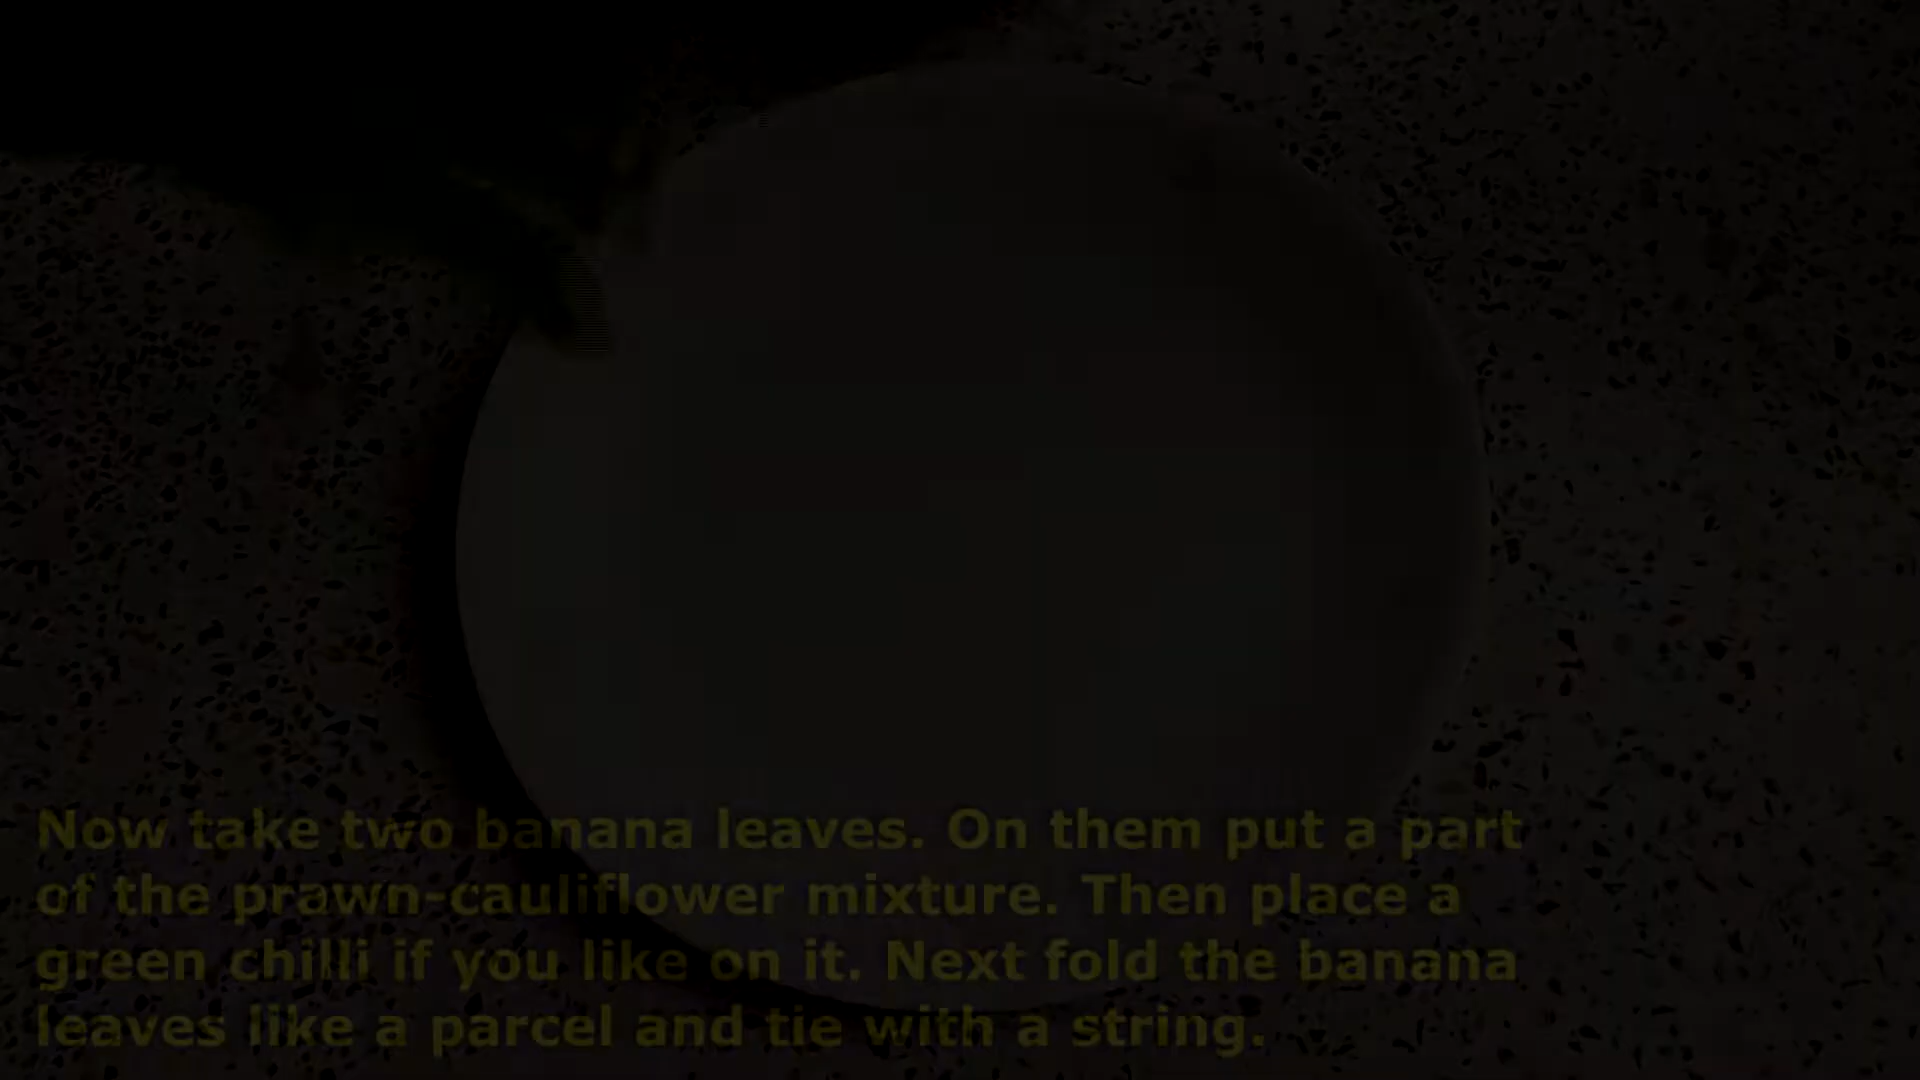 Now take two banana leaves. On them put a part
of the prawn-cauliflower mixture. Then place a
green chilli if you like on it. Next fold the banana
leaves like a parcel and tie with a string.